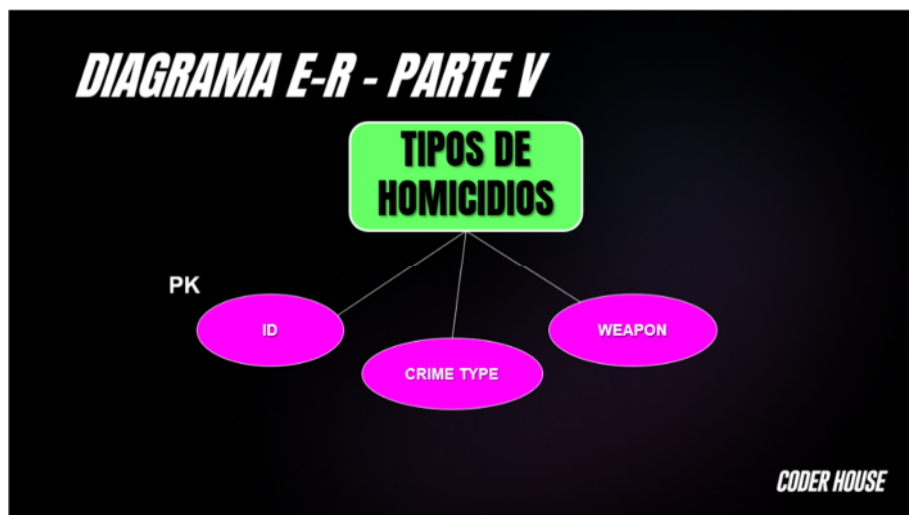 DIAGRAMA E-R - PARTE V
TIPOS DE
HOMICIDIOS
PK
ID
WEAPON
CRIME TYPE
CODER HOUSE